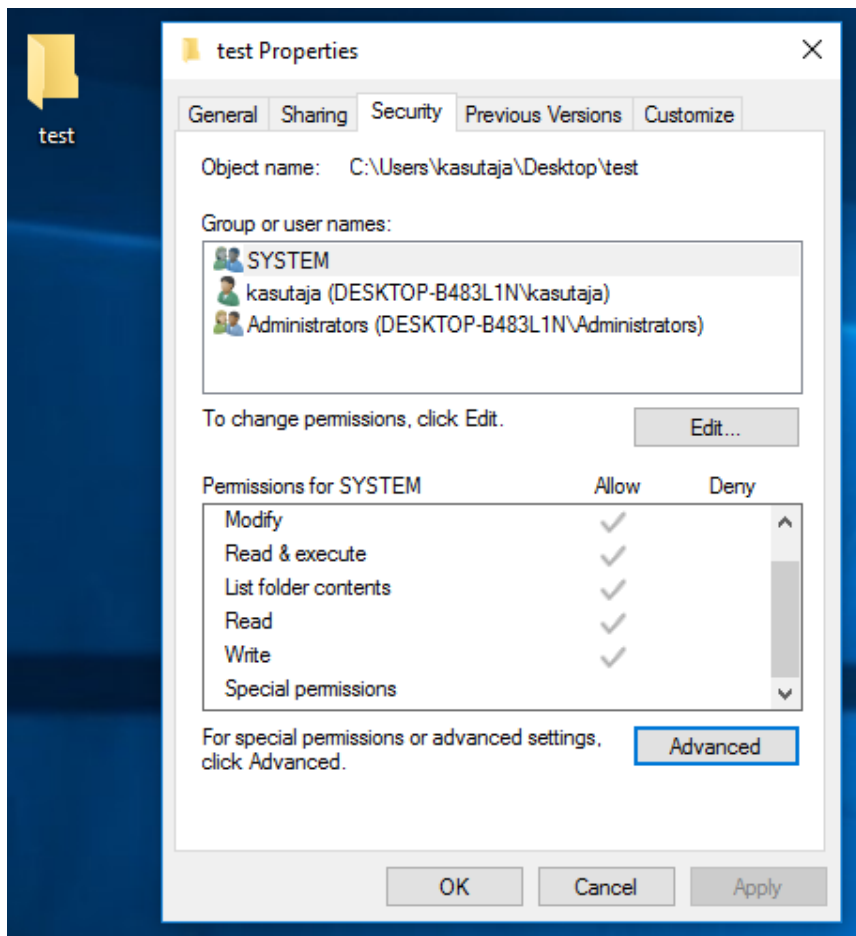 test
test Properties
General Sharing Security Previous Versions Customize
Object name: C:\Users\kasutaja\Desktop\test
Group or user names:
SYSTEM
kasutaja (DESKTOP-B483L1N\kasutaja)
Administrators (DESKTOP-B483L1N\Administrators)
To change permissions, click Edit.
Edit...
Permissions for SYSTEM Allow Deny
Modify
Read & execute
List folder contents
Read
Write
Special permissions
For special permissions or advanced settings,
click Advanced.
Advanced
OK Cancel Apply